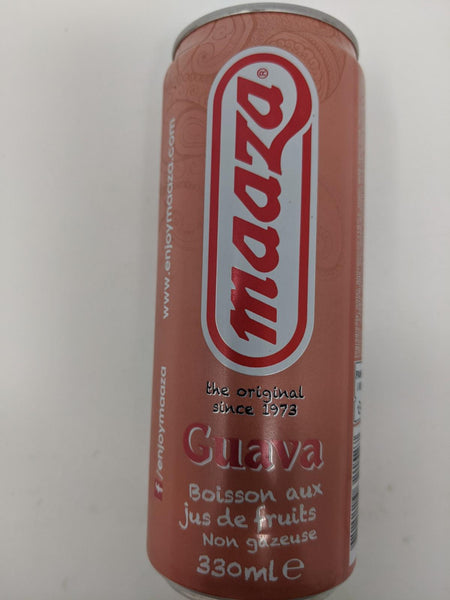 maaza®
the original
since 1973
Guava
Boisson aux
jus de fruits
Non gazeuse
330ml e
www.enjoymaaza.com
f/enjoymaaza